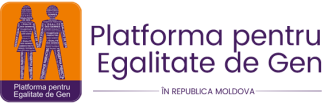 Platforma pentru
Egalitate de Gen
Platforma pentru
Egalitate de Gen
ÎN REPUBLICA MOLDOVA